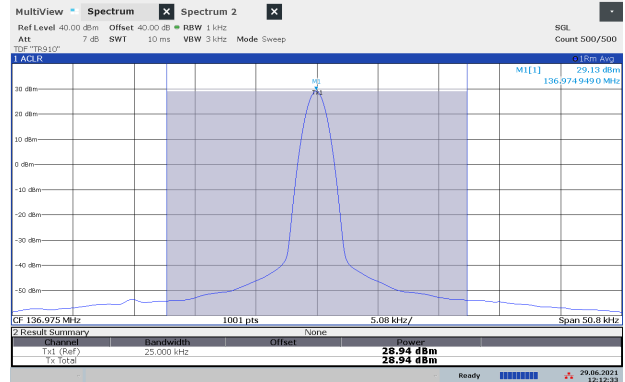 MultiView Spectrum X Spectrum 2 X
Ref Level 40.00 dBm Offset 40.00 dB RBW 1 kHz SGL
Att 7 dB SWT 10 ms VBW 3 kHz Mode Sweep Count 500/500
TDF "TR910"
1 ACLR 1Rm Avg
M1[1] 29.13 dBm
136.9749490 MHz
M1
Tx1
30 dBm
20 dBm
10 dBm
0 dBm
-10 dBm
-20 dBm
-30 dBm
-40 dBm
-50 dBm
CF 136.975 MHz 1001 pts 5.08 kHz/ Span 50.8 kHz
2 Result Summary None
Channel Bandwidth Offset Power
Tx1 (Ref) 25.000 kHz 28.94 dBm
Tx Total 28.94 dBm
Ready 29.06.2021
12:12:33